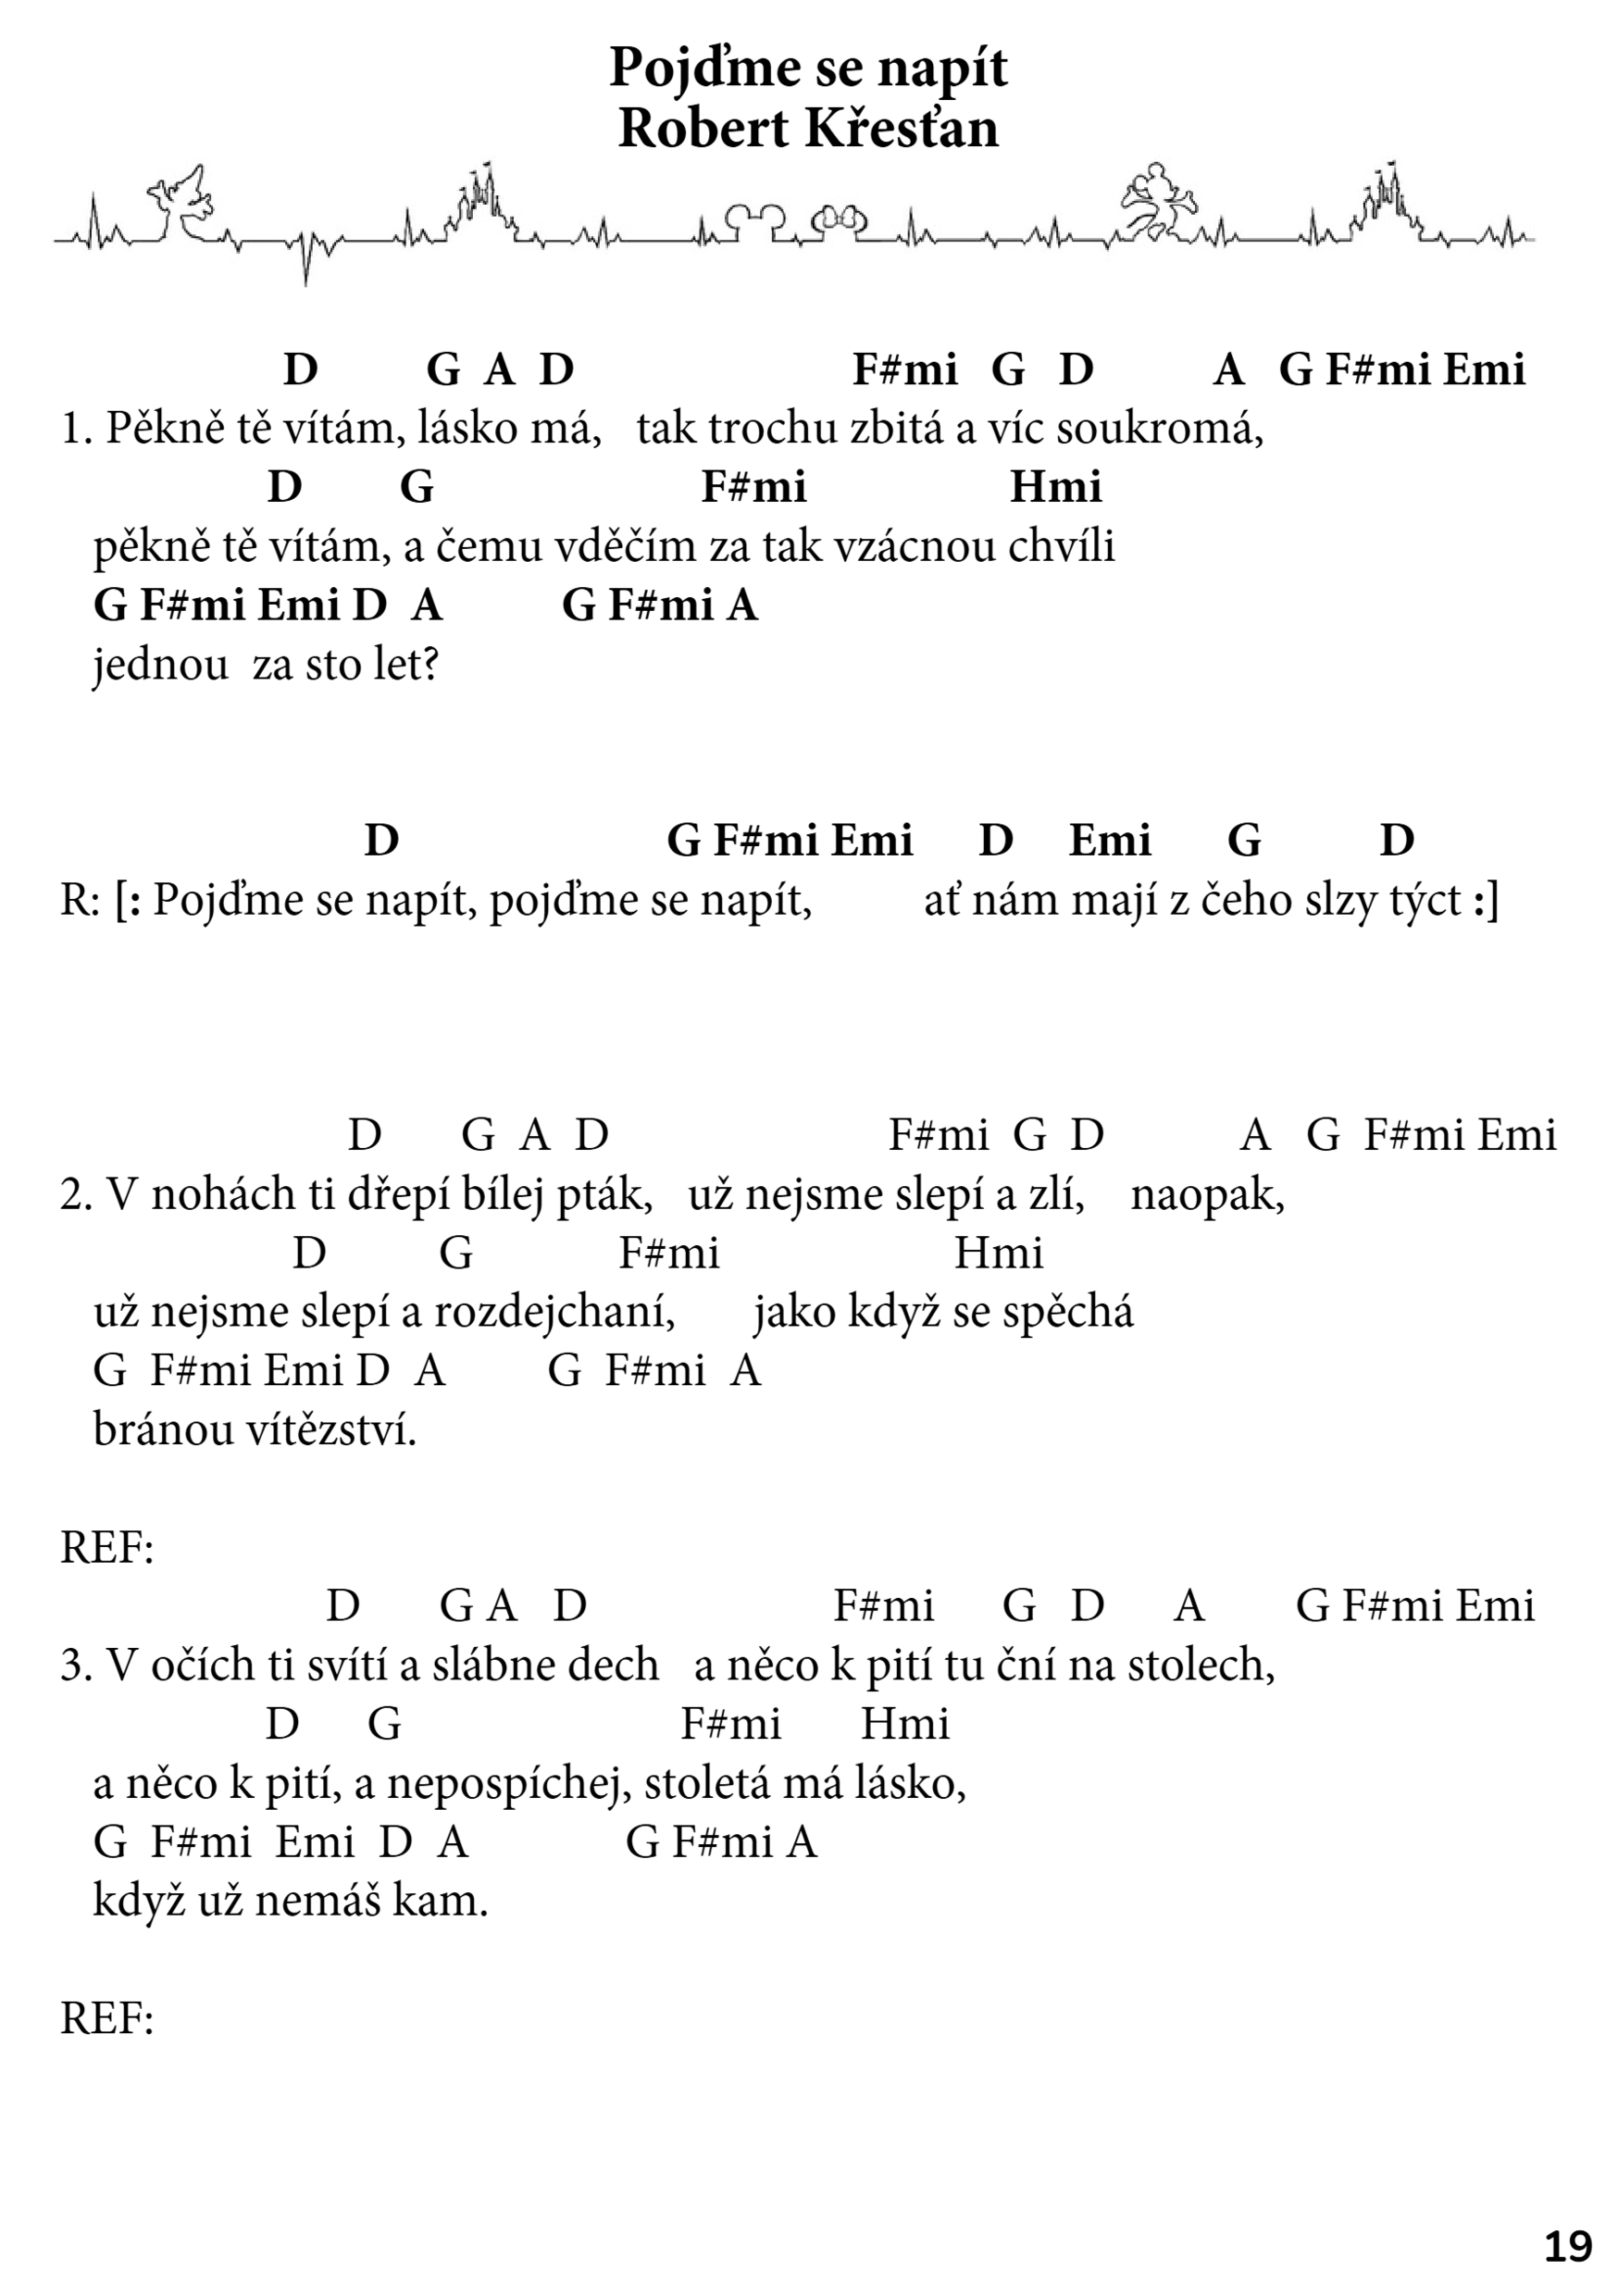 Pojďme se napít
Robert Křesťan
D G A D F#mi G D A G F#mi Emi
1. Pěkně tě vítám, lásko má, tak trochu zbitá a víc soukromá,
D G F#mi Hmi
pěkně tě vítám, a čemu vděčím za tak vzácnou chvíli
G F#mi Emi D A G F#mi A
jednou za sto let?
D G F#mi Emi D Emi G D
R: [: Pojďme se napít, pojďme se napít, ať nám mají z čeho slzy týct :]
D G A D F#mi G D A G F#mi Emi
2. V nohách ti dřepí bílej pták, už nejsme slepí a zlí, naopak,
D G F#mi Hmi
už nejsme slepí a rozdejchaní, jako když se spěchá
G F#mi Emi D A G F#mi A
bránou vítězství.
REF:
D G A D F#mi G D A G F#mi Emi
3. V očích ti svítí a slábne dech a něco k pití tu ční na stolech,
D G F#mi Hmi
a něco k pití, a nepospíchej, stoletá má lásko,
G F#mi Emi D A G F#mi A
když už nemáš kam.
REF:
19